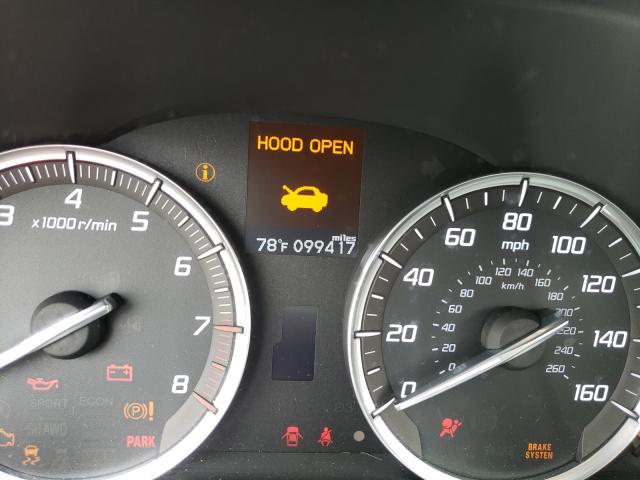 HOOD OPEN
i
78°F 099417 miles
3 4 5 6 7 8
x1000 r/min
SPORT ECON
SH AWD
(P)!
PARK
0 20 40 60 80 100 120 140 160
mph
0 20 40 60 80 100 120 140 160 180 200 220 240 260
km/h
BRAKE
SYSTEM